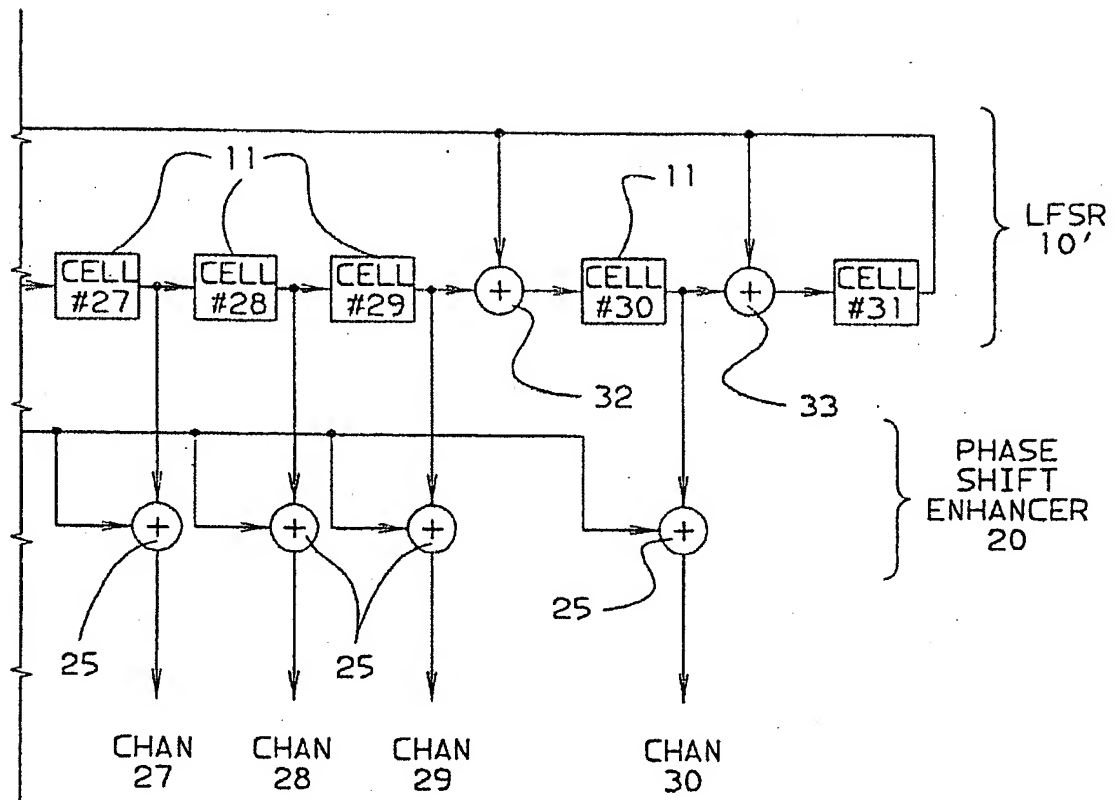 11
11
LFSR
10'
CELL
#27
CELL
#28
CELL
#29
+
CELL
#30
+
CELL
#31
32
33
PHASE
SHIFT
ENHANCER
20
+
+
+
+
25
25
25
CHAN
27
CHAN
28
CHAN
29
CHAN
30